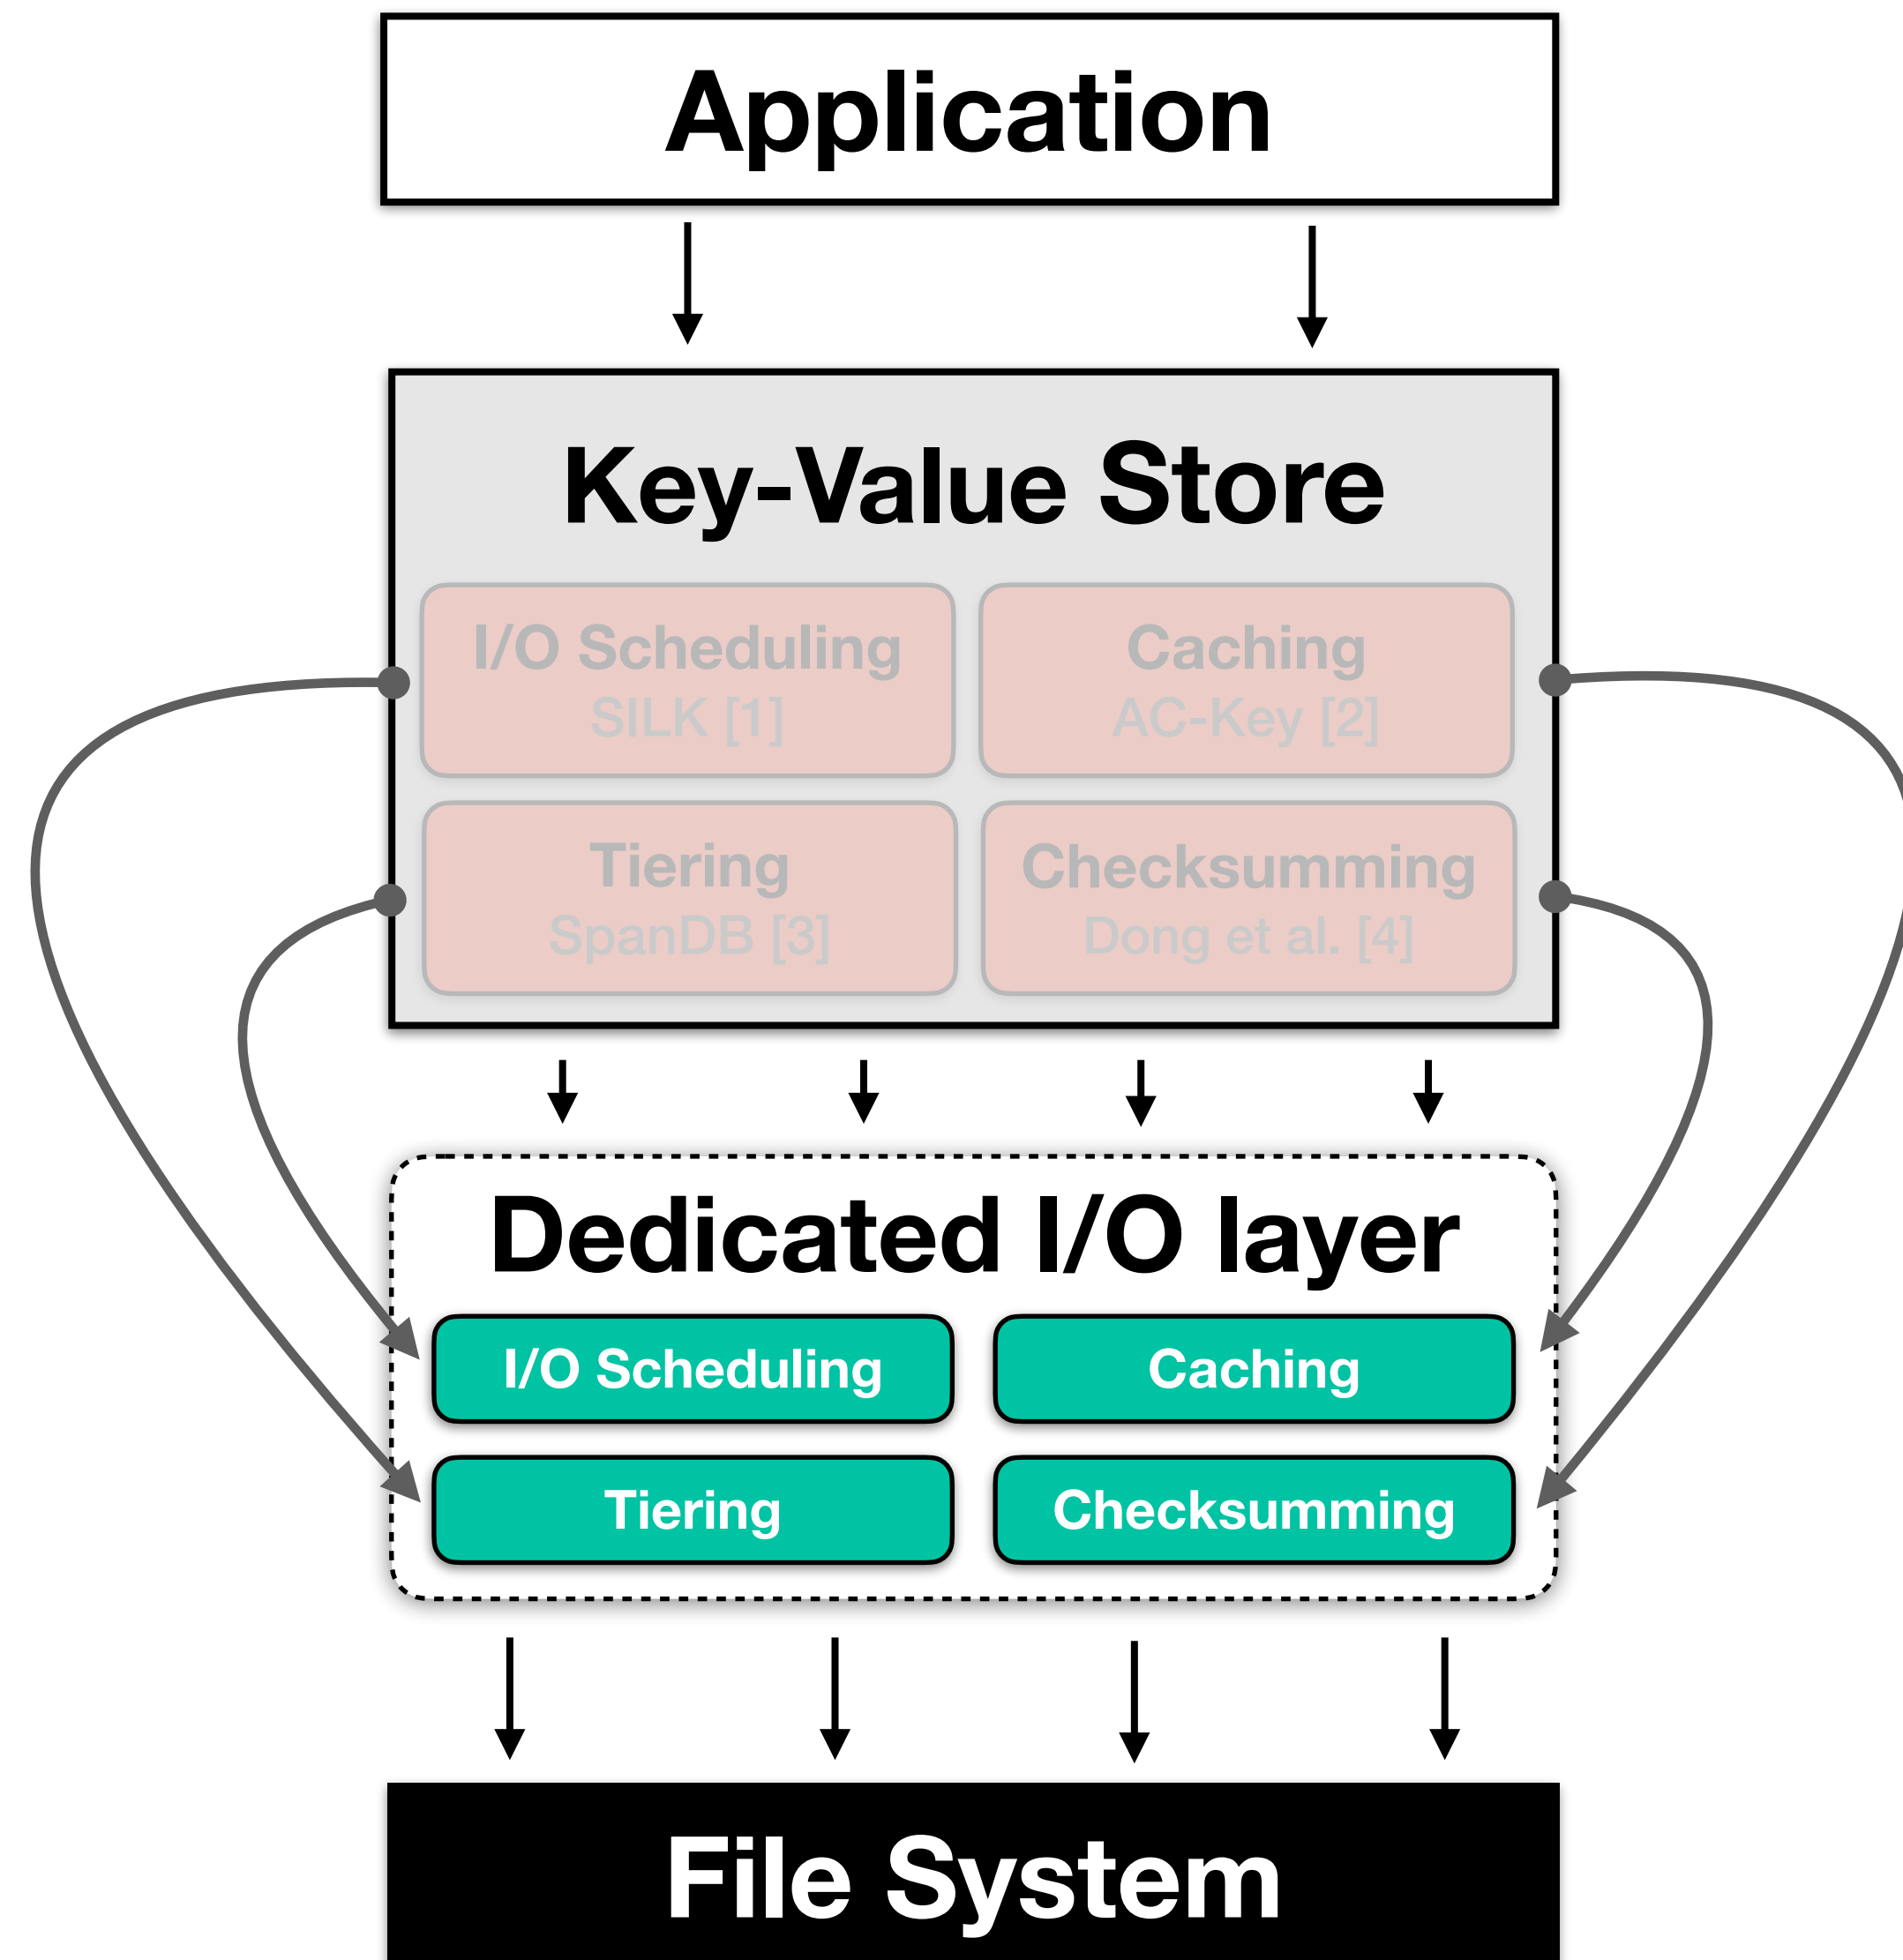 Application
Key-Value Store
I/O Scheduling
SILK [1]
Caching
AC-Key [2]
Tiering
SpanDB [3]
Checksumming
Dong et al. [4]
Dedicated I/O layer
I/O Scheduling
Caching
Tiering
Checksumming
File System